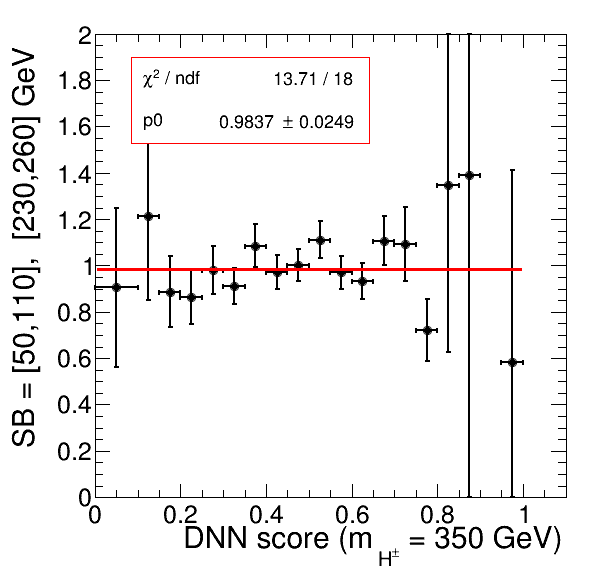 SB = [50,110], [230,260] GeV
2
1.8
1.6
1.4
1.2
1
0.8
0.6
0.4
0.2
0
χ² / ndf 13.71 / 18
p0 0.9837 ± 0.0249
0 0.2 0.4 0.6 0.8 1
DNN score (m_H± = 350 GeV)